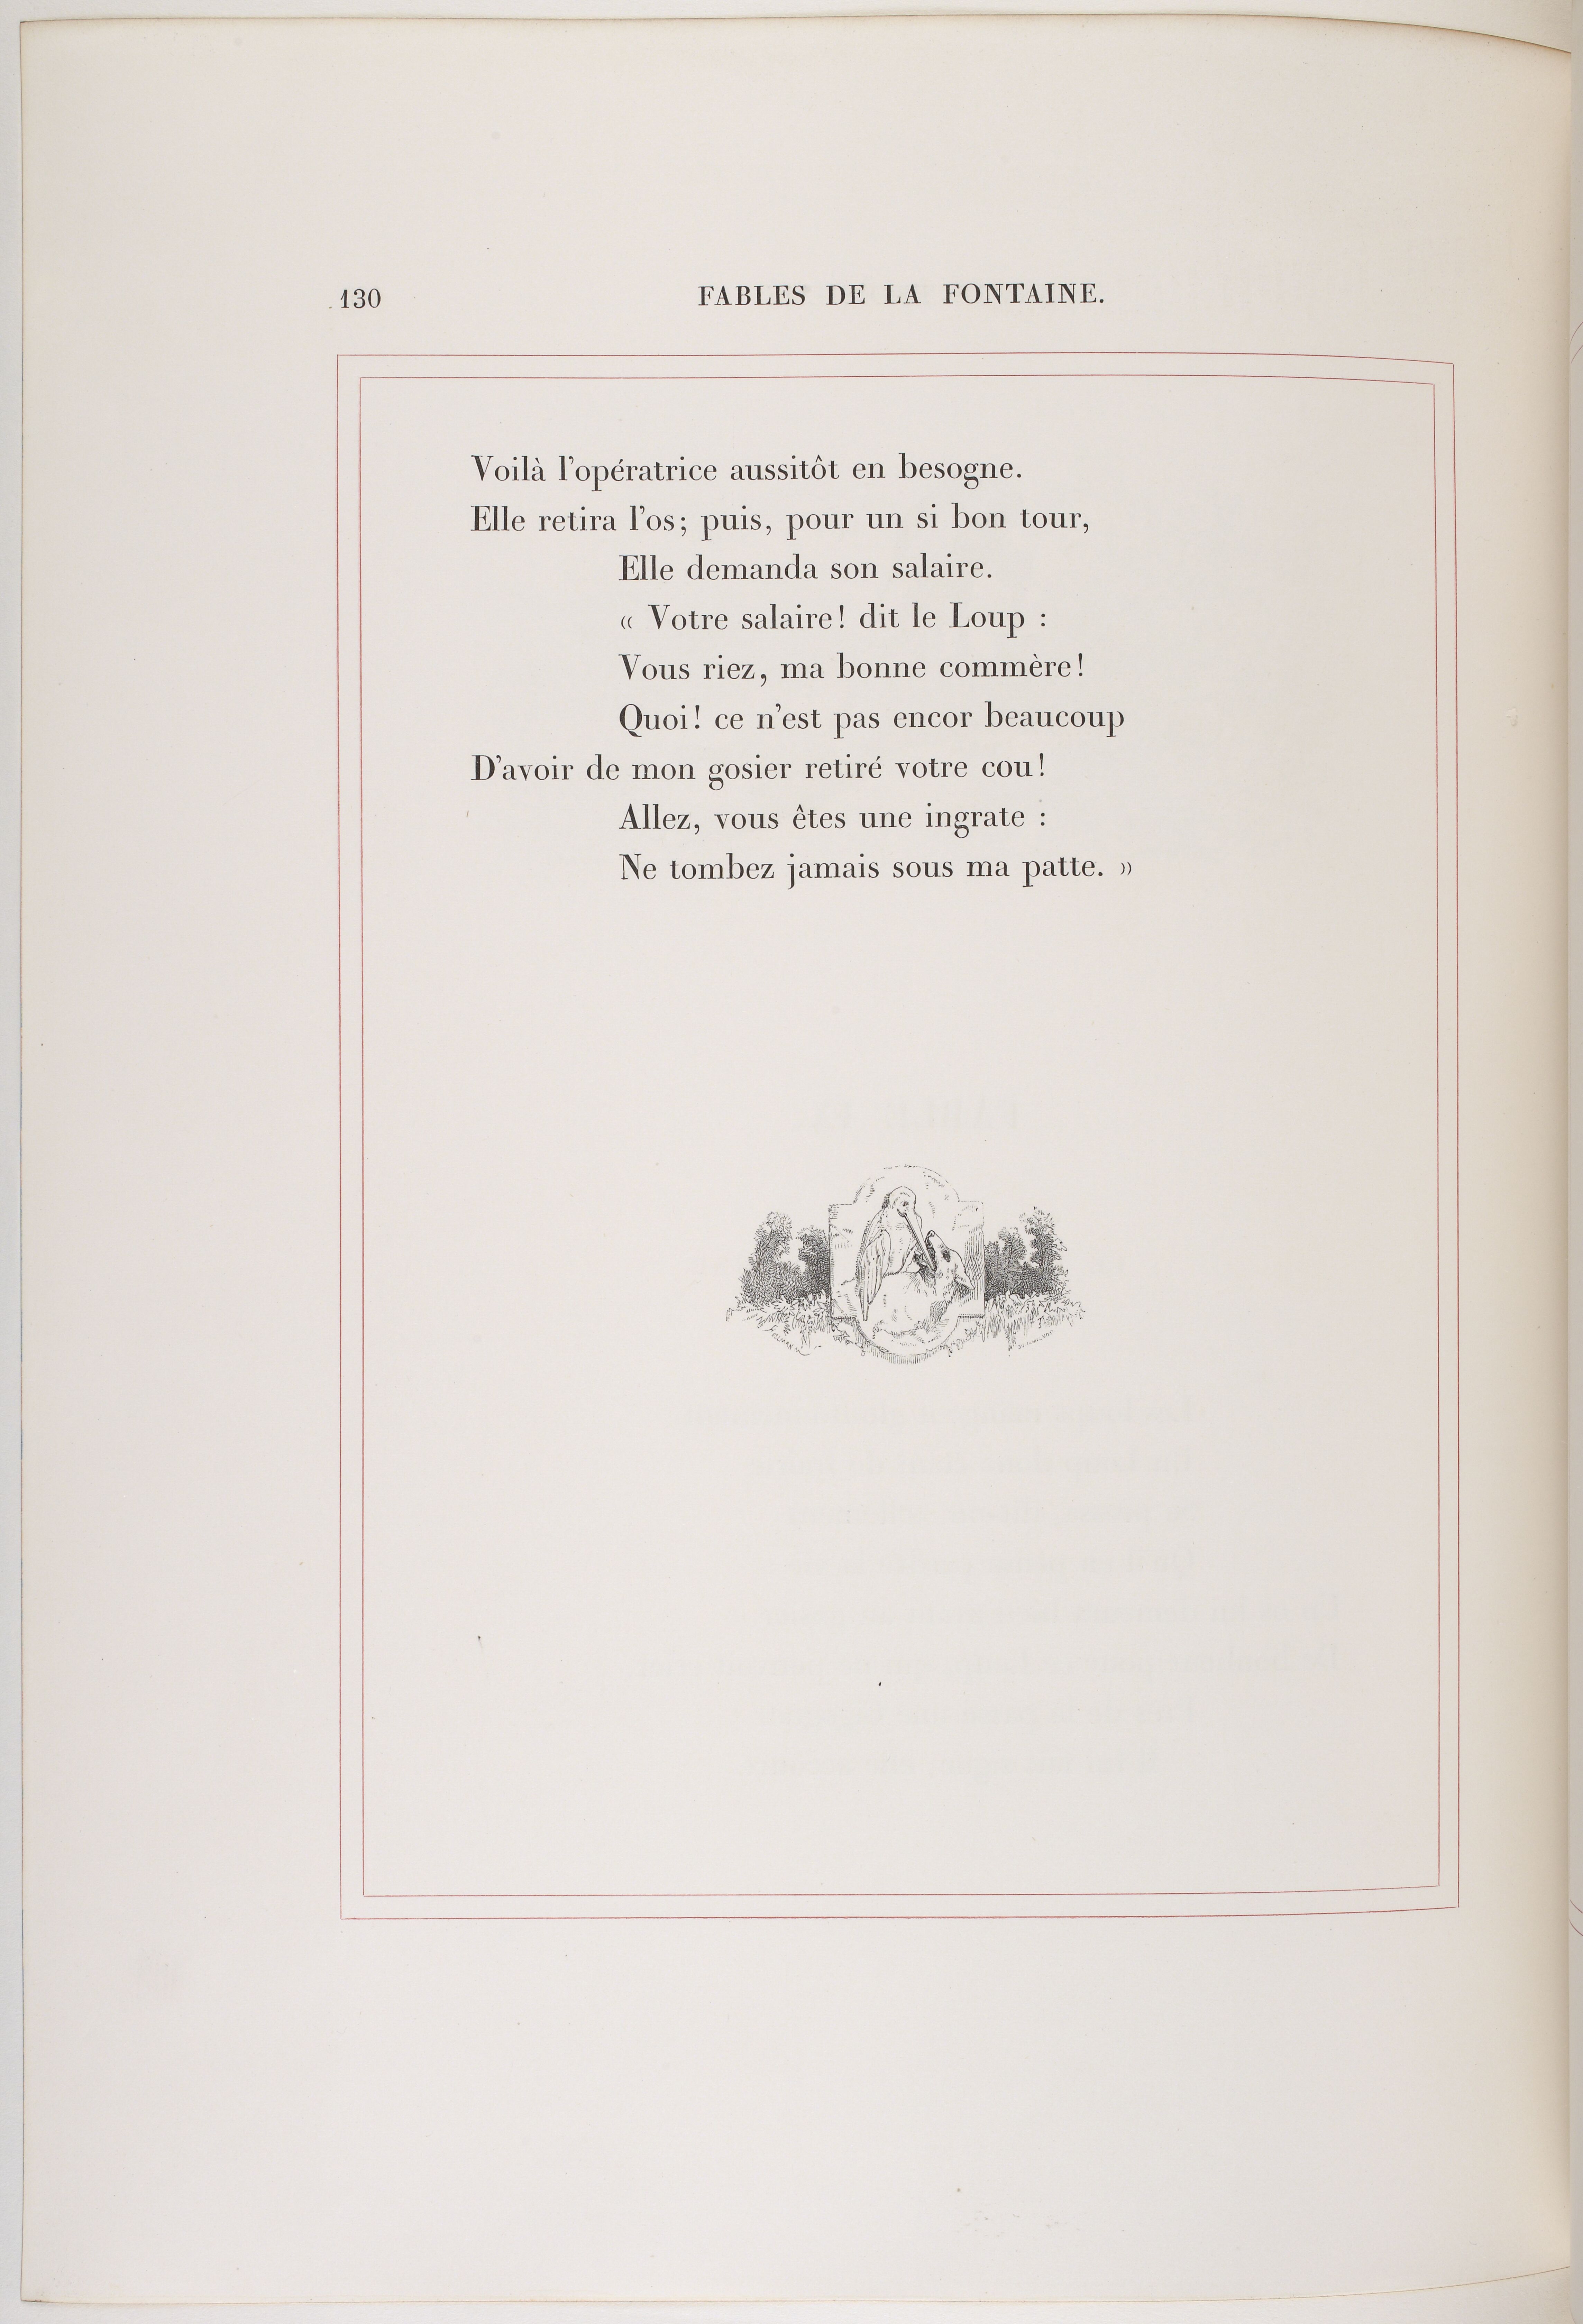 130
FABLES DE LA FONTAINE.
Voilà l'opératrice aussitôt en besogne.
Elle retira l'os; puis, pour un si bon tour,
Elle demanda son salaire.
« Votre salaire! dit le Loup :
Vous riez, ma bonne commère!
Quoi! ce n'est pas encor beaucoup
D'avoir de mon gosier retiré votre cou!
Allez, vous êtes une ingrate :
Ne tombez jamais sous ma patte. »